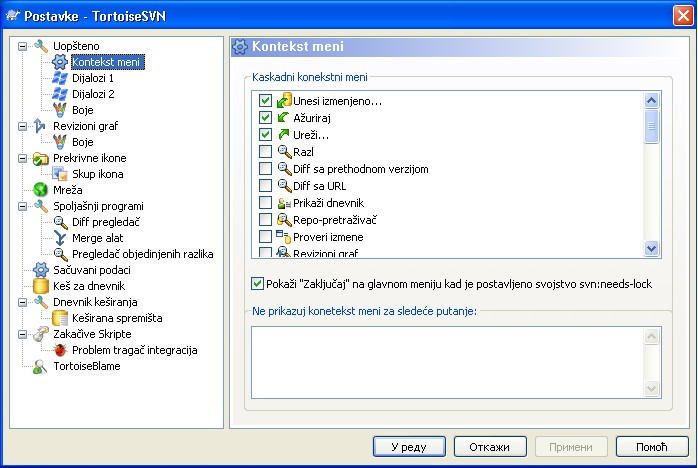 Postavke - TortoiseSVN
Uopšteno
Kontekst meni
Dijalozi 1
Dijalozi 2
Boje
Revizioni graf
Boje
Prekrivne ikone
Skup ikona
Mreža
Spoljašnji programi
Diff pregledač
Merge alat
Pregledač objedinjenih razlika
Sačuvani podaci
Keš za dnevnik
Dnevnik keširanja
Keširana spremišta
Zakačive Skripte
Problem tragač integracija
TortoiseBlame
Kontekst meni
Kaskadni konekstni meni
Unesi izmenjeno...
Ažuriraj
Ureži...
Razl
Diff sa prethodnom verzijom
Diff sa URL
Prikaži dnevnik
Repo-pretraživač
Proveri izmene
Revizioni graf
Pokaži "Zaključaj" na glavnom meniju kad je postavljeno svojstvo svn:needs-lock
Ne prikazuj konetekst meni za sledeće putanje:
У реду
Откажи
Примени
Помоћ